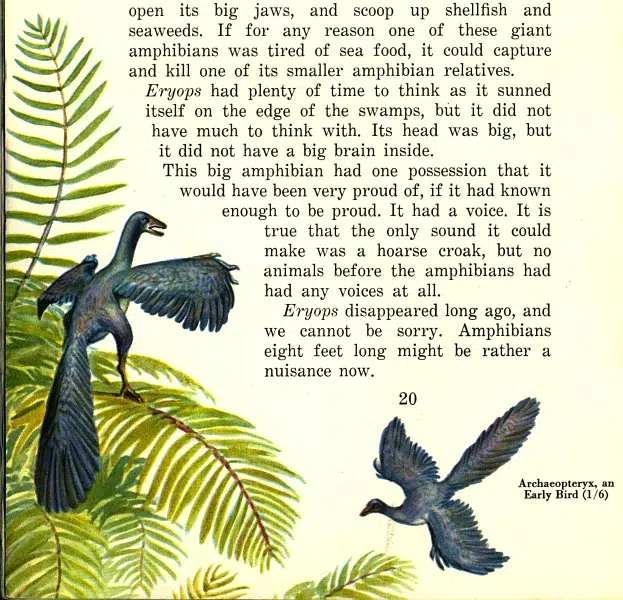 open its big jaws, and scoop up shellfish and
seaweeds. If for any reason one of these giant
amphibians was tired of sea food, it could capture
and kill one of its smaller amphibian relatives.
Eryops had plenty of time to think as it sunned
itself on the edge of the swamps, but it did not
have much to think with. Its head was big, but
it did not have a big brain inside.
This big amphibian had one possession that it
would have been very proud of, if it had known
enough to be proud. It had a voice. It is
true that the only sound it could
make was a hoarse croak, but no
animals before the amphibians had
had any voices at all.
Eryops disappeared long ago, and
we cannot be sorry. Amphibians
eight feet long might be rather a
nuisance now.
20
Archaeopteryx, an
Early Bird (1/6)